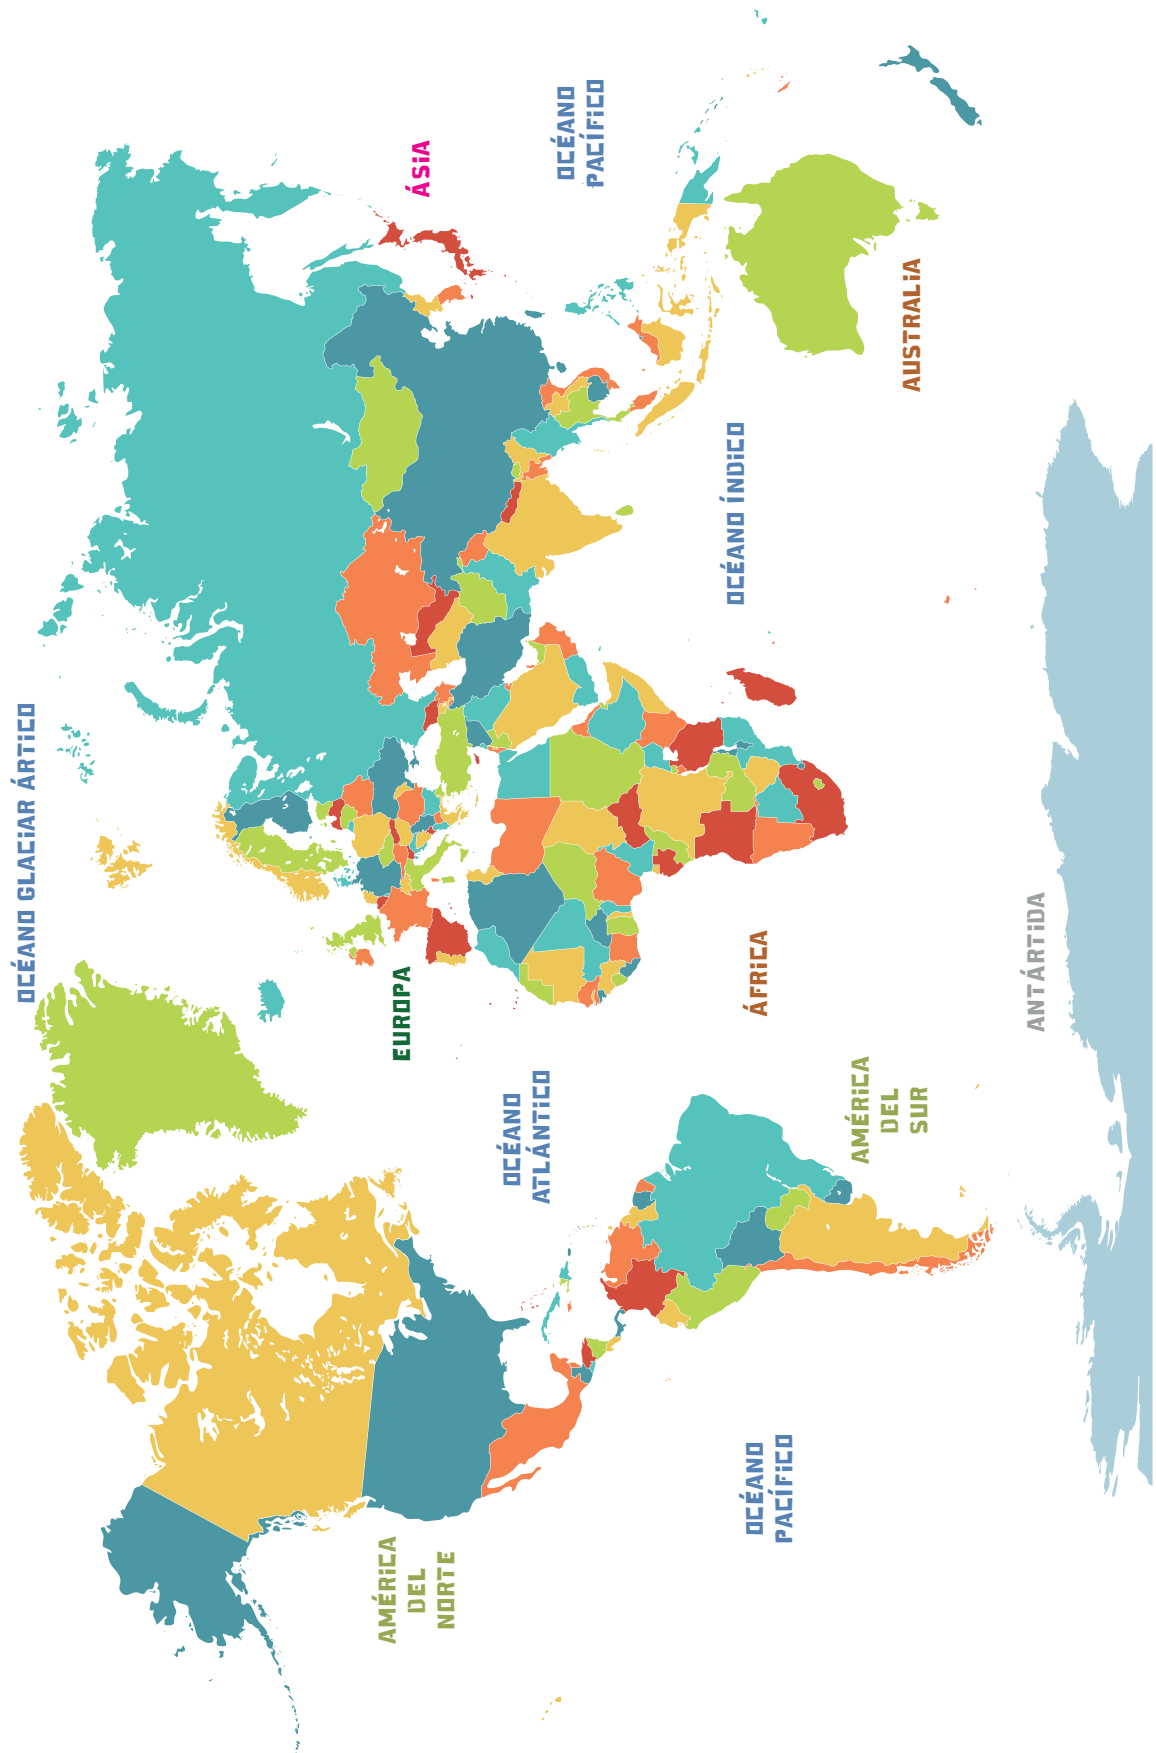 OCÉANO GLACiAR ÁRTiCO
AMÉRiCA
DEL
NORTE
EUROPA
ÁSiA
OCÉANO
ATLÁNTiCO
OCÉANO
PACÍFiCO
OCÉANO
PACÍFiCO
ÁFRiCA
OCÉANO ÍNDiCO
AMÉRiCA
DEL
SUR
AUSTRALiA
ANTÁRTiDA